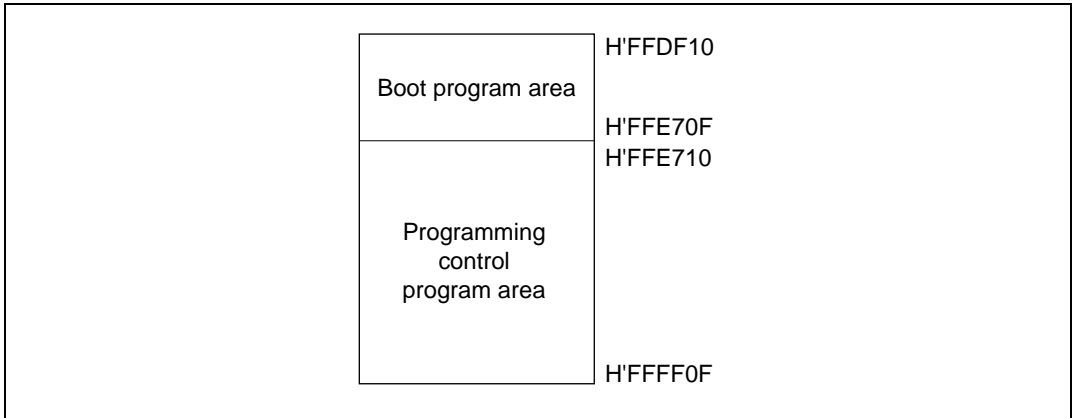 H'FFDF10
Boot program area
H'FFE70F
H'FFE710
Programming
control
program area
H'FFFF0F